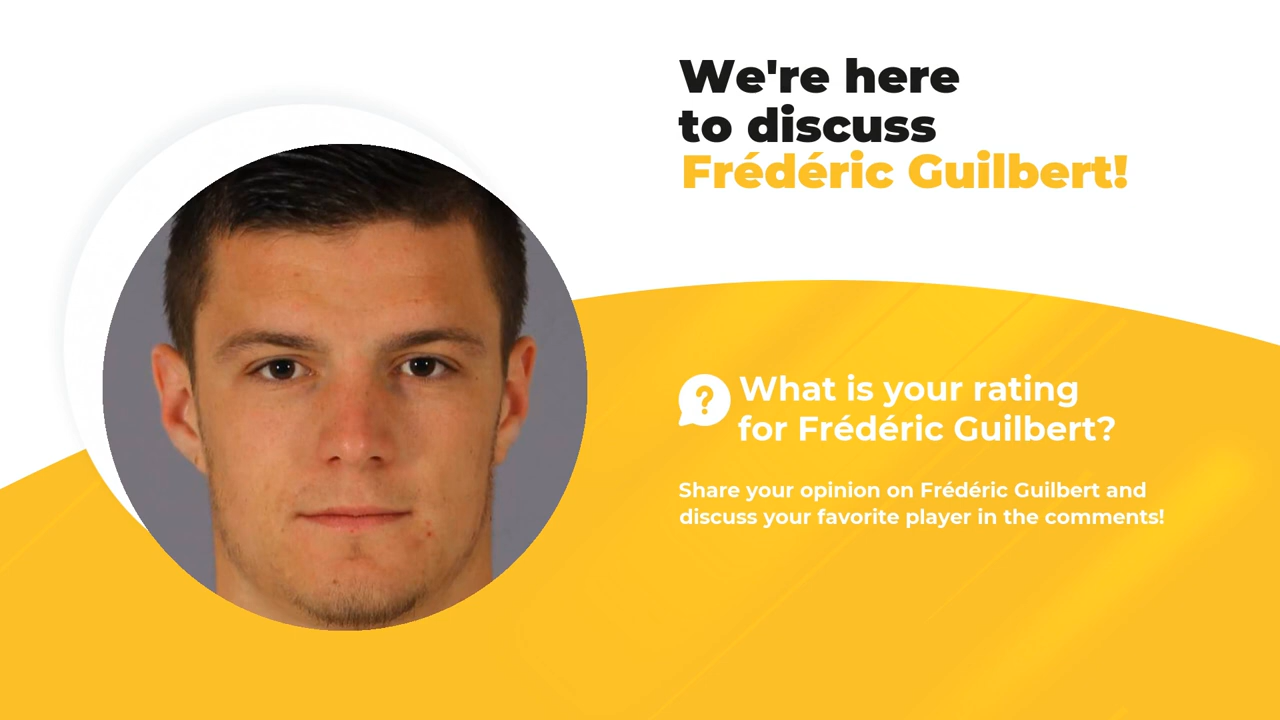 We're here
to discuss
Frédéric Guilbert!
What is your rating
for Frédéric Guilbert?
Share your opinion on Frédéric Guilbert and
discuss your favorite player in the comments!